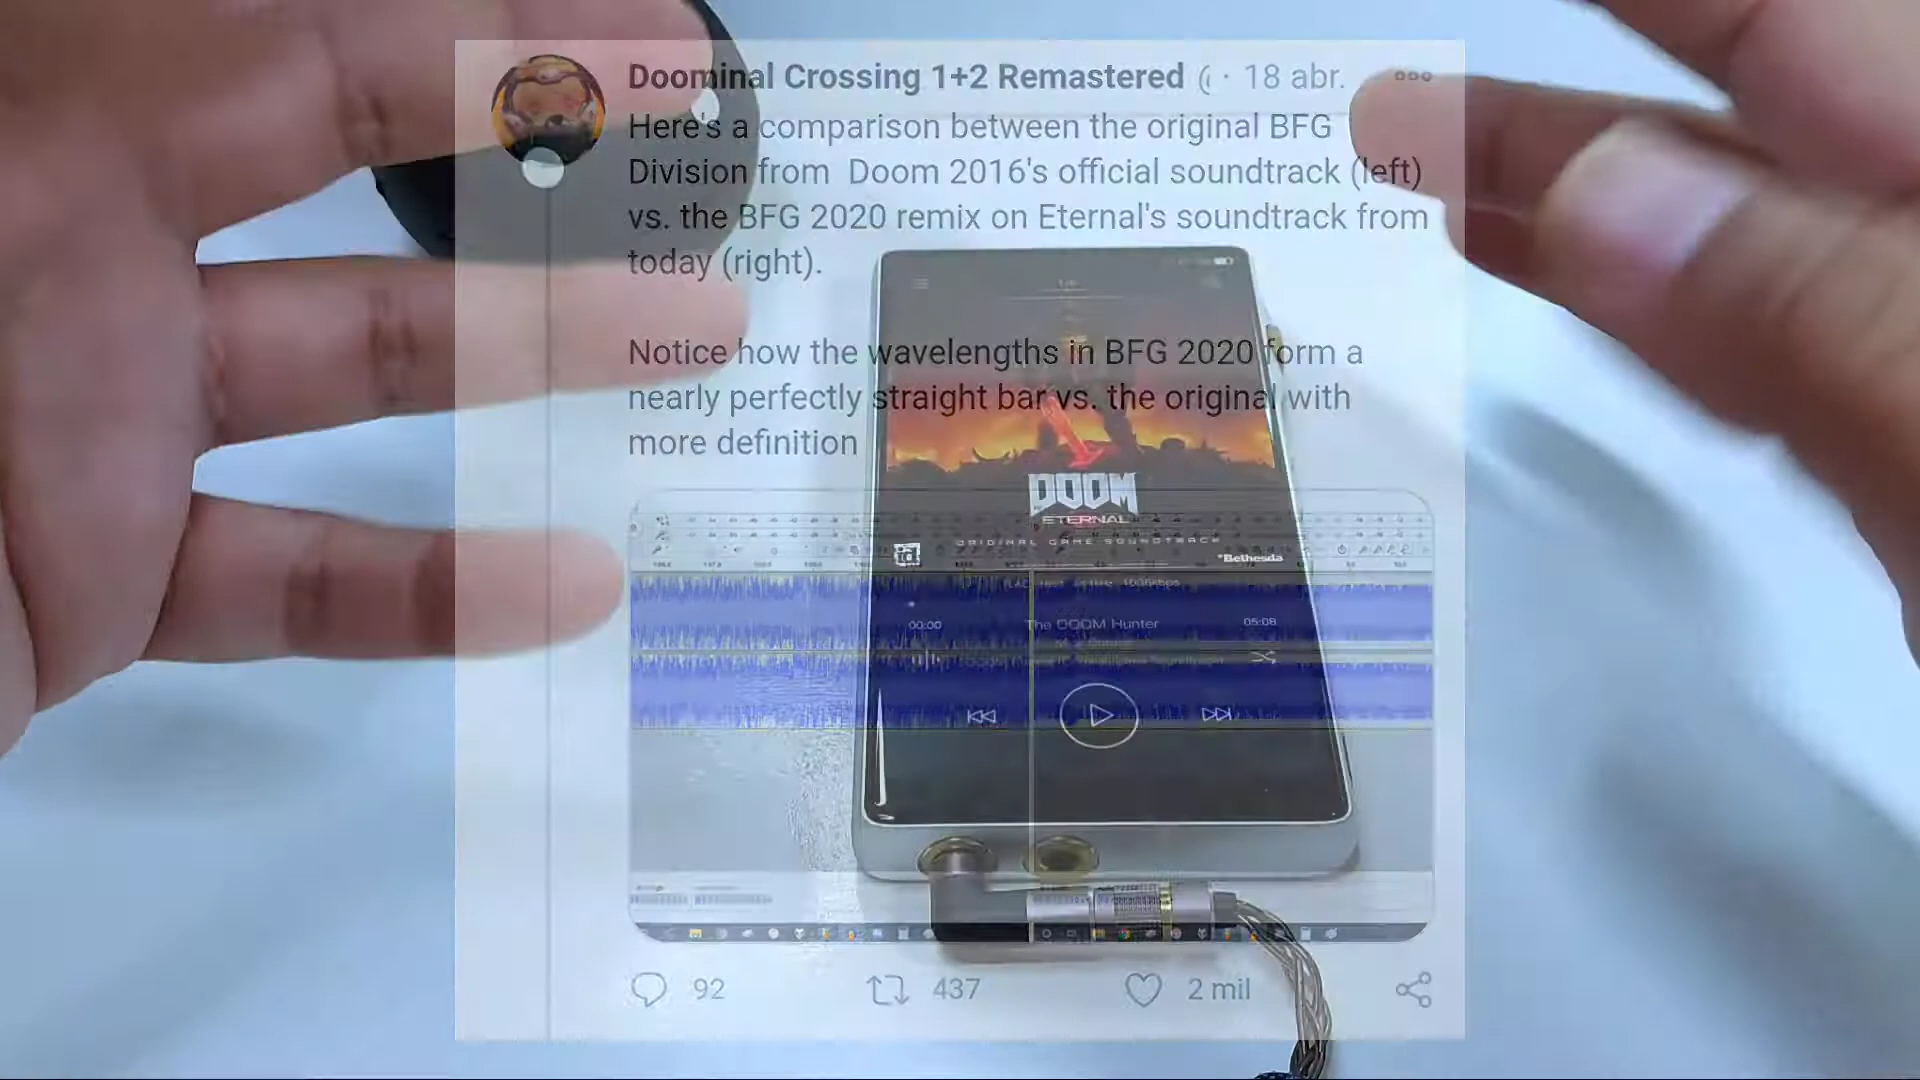 Doominal Crossing 1+2 Remastered ( · 18 abr.
Here's a comparison between the original BFG
Division from Doom 2016's official soundtrack (left)
vs. the BFG 2020 remix on Eternal's soundtrack from
today (right).
Notice how the wavelengths in BFG 2020 form a
nearly perfectly straight bar vs. the original with
more definition
DOOM
ETERNAL
ORIGINAL GAME SOUNDTRACK
id
Bethesda
00:00
The DOOM Hunter
05:08
92
437
2 mil